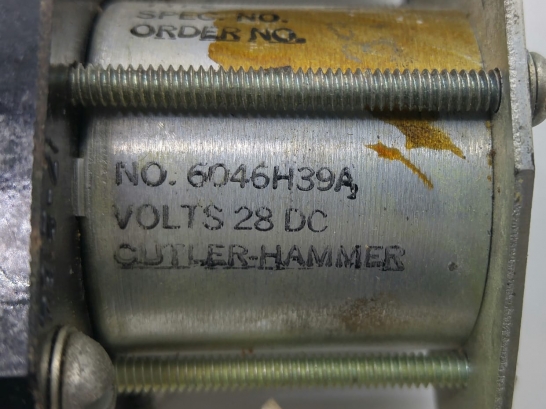 SPEC. NO.
ORDER NO.
NO. 6046H39A
VOLTS 28 DC
CUTLER-HAMMER